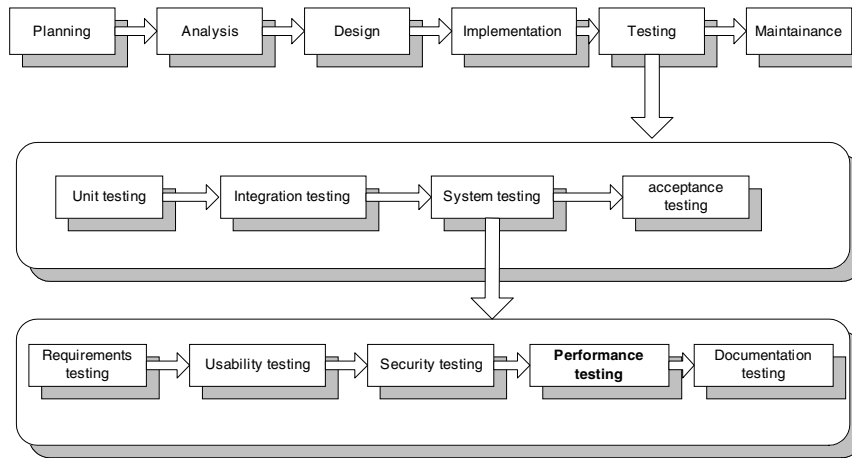 Planning
Analysis
Design
Implementation
Testing
Maintainance
Unit testing
Integration testing
System testing
acceptance
testing
Requirements
testing
Usability testing
Security testing
Performance
testing
Documentation
testing